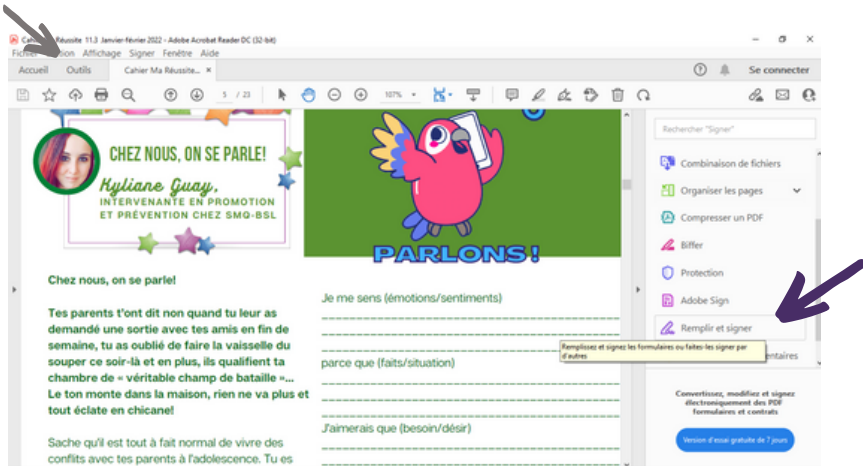 Cahier Ma Réussite 11.3 Janvier-février 2022 - Adobe Acrobat Reader DC (32-bit)
Fichier Affichage Signer Fenêtre Aide
Accueil Outils Cahier Ma Réussite... × Se connecter
5 / 23 107%
CHEZ NOUS, ON SE PARLE!
Kyliane Guay,
INTERVENANTE EN PROMOTION
ET PRÉVENTION CHEZ SMQ-BSL
PARLONS!
Chez nous, on se parle!
Tes parents t'ont dit non quand tu leur as
demandé une sortie avec tes amis en fin de
semaine, tu as oublié de faire la vaisselle du
souper ce soir-là et en plus, ils qualifient ta
chambre de « véritable champ de bataille »...
Le ton monte dans la maison, rien ne va plus et
tout éclate en chicane!
Sache qu'il est tout à fait normal de vivre des
conflits avec tes parents à l'adolescence. Tu es
Je me sens (émotions/sentiments)
parce que (faits/situation)
J'aimerais que (besoin/désir)
Rechercher "Signer"
Combinaison de fichiers
Organiser les pages
Compresser un PDF
Biffer
Protection
Adobe Sign
Remplir et signer
Remplissez et signez les formulaires ou faites-les signer par
d'autres
entaires
Convertissez, modifiez et signez
électroniquement des PDF
formulaires et contrats
Version d'essai gratuite de 7 jours